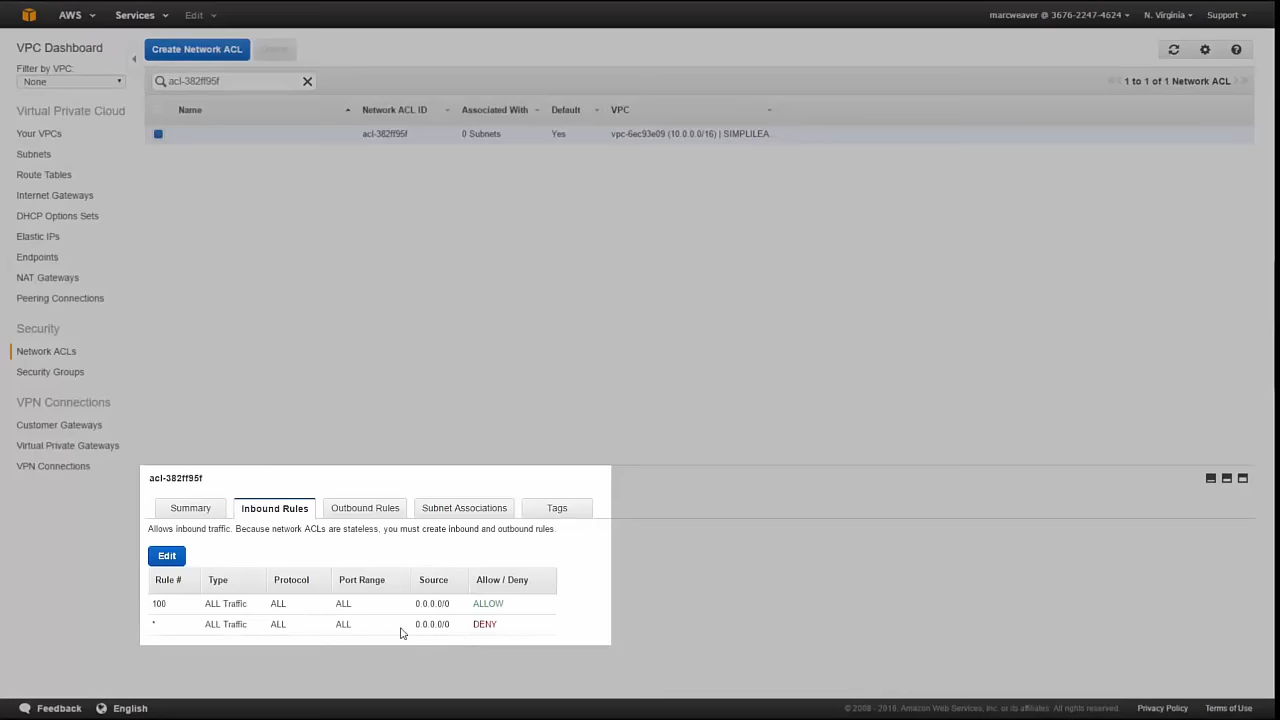 AWS Services Edit marcweaver @ 3676-2247-4624 N. Virginia Support
VPC Dashboard
Filter by VPC:
None
Virtual Private Cloud
Your VPCs
Subnets
Route Tables
Internet Gateways
DHCP Options Sets
Elastic IPs
Endpoints
NAT Gateways
Peering Connections
Security
Network ACLs
Security Groups
VPN Connections
Customer Gateways
Virtual Private Gateways
VPN Connections
Create Network ACL
acl-382ff95f
1 to 1 of 1 Network ACL
Name Network ACL ID Associated With Default VPC
acl-382ff95f 0 Subnets Yes vpc-6ec93e09 (10.0.0.0/16) | SIMPLILEA
acl-382ff95f
Summary Inbound Rules Outbound Rules Subnet Associations Tags
Allows inbound traffic. Because network ACLs are stateless, you must create inbound and outbound rules.
Edit
Rule # Type Protocol Port Range Source Allow / Deny
100 ALL Traffic ALL ALL 0.0.0.0/0 ALLOW
* ALL Traffic ALL ALL 0.0.0.0/0 DENY
Feedback English © 2008 - 2016, Amazon Web Services, Inc. or its affiliates. All rights reserved. Privacy Policy Terms of Use